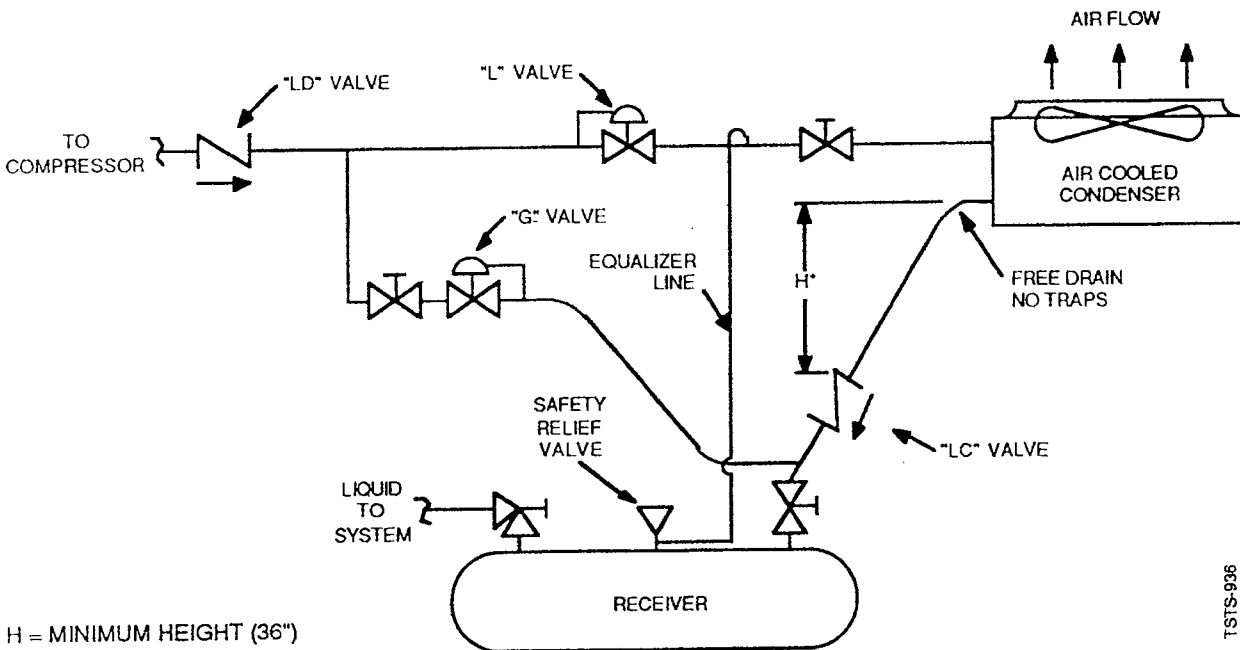 AIR FLOW
"LD" VALVE
"L" VALVE
TO
COMPRESSOR
AIR COOLED
CONDENSER
"G" VALVE
EQUALIZER
LINE
H*
FREE DRAIN
NO TRAPS
SAFETY
RELIEF
VALVE
"LC" VALVE
LIQUID
TO
SYSTEM
RECEIVER
H = MINIMUM HEIGHT (36")
TSTS-936